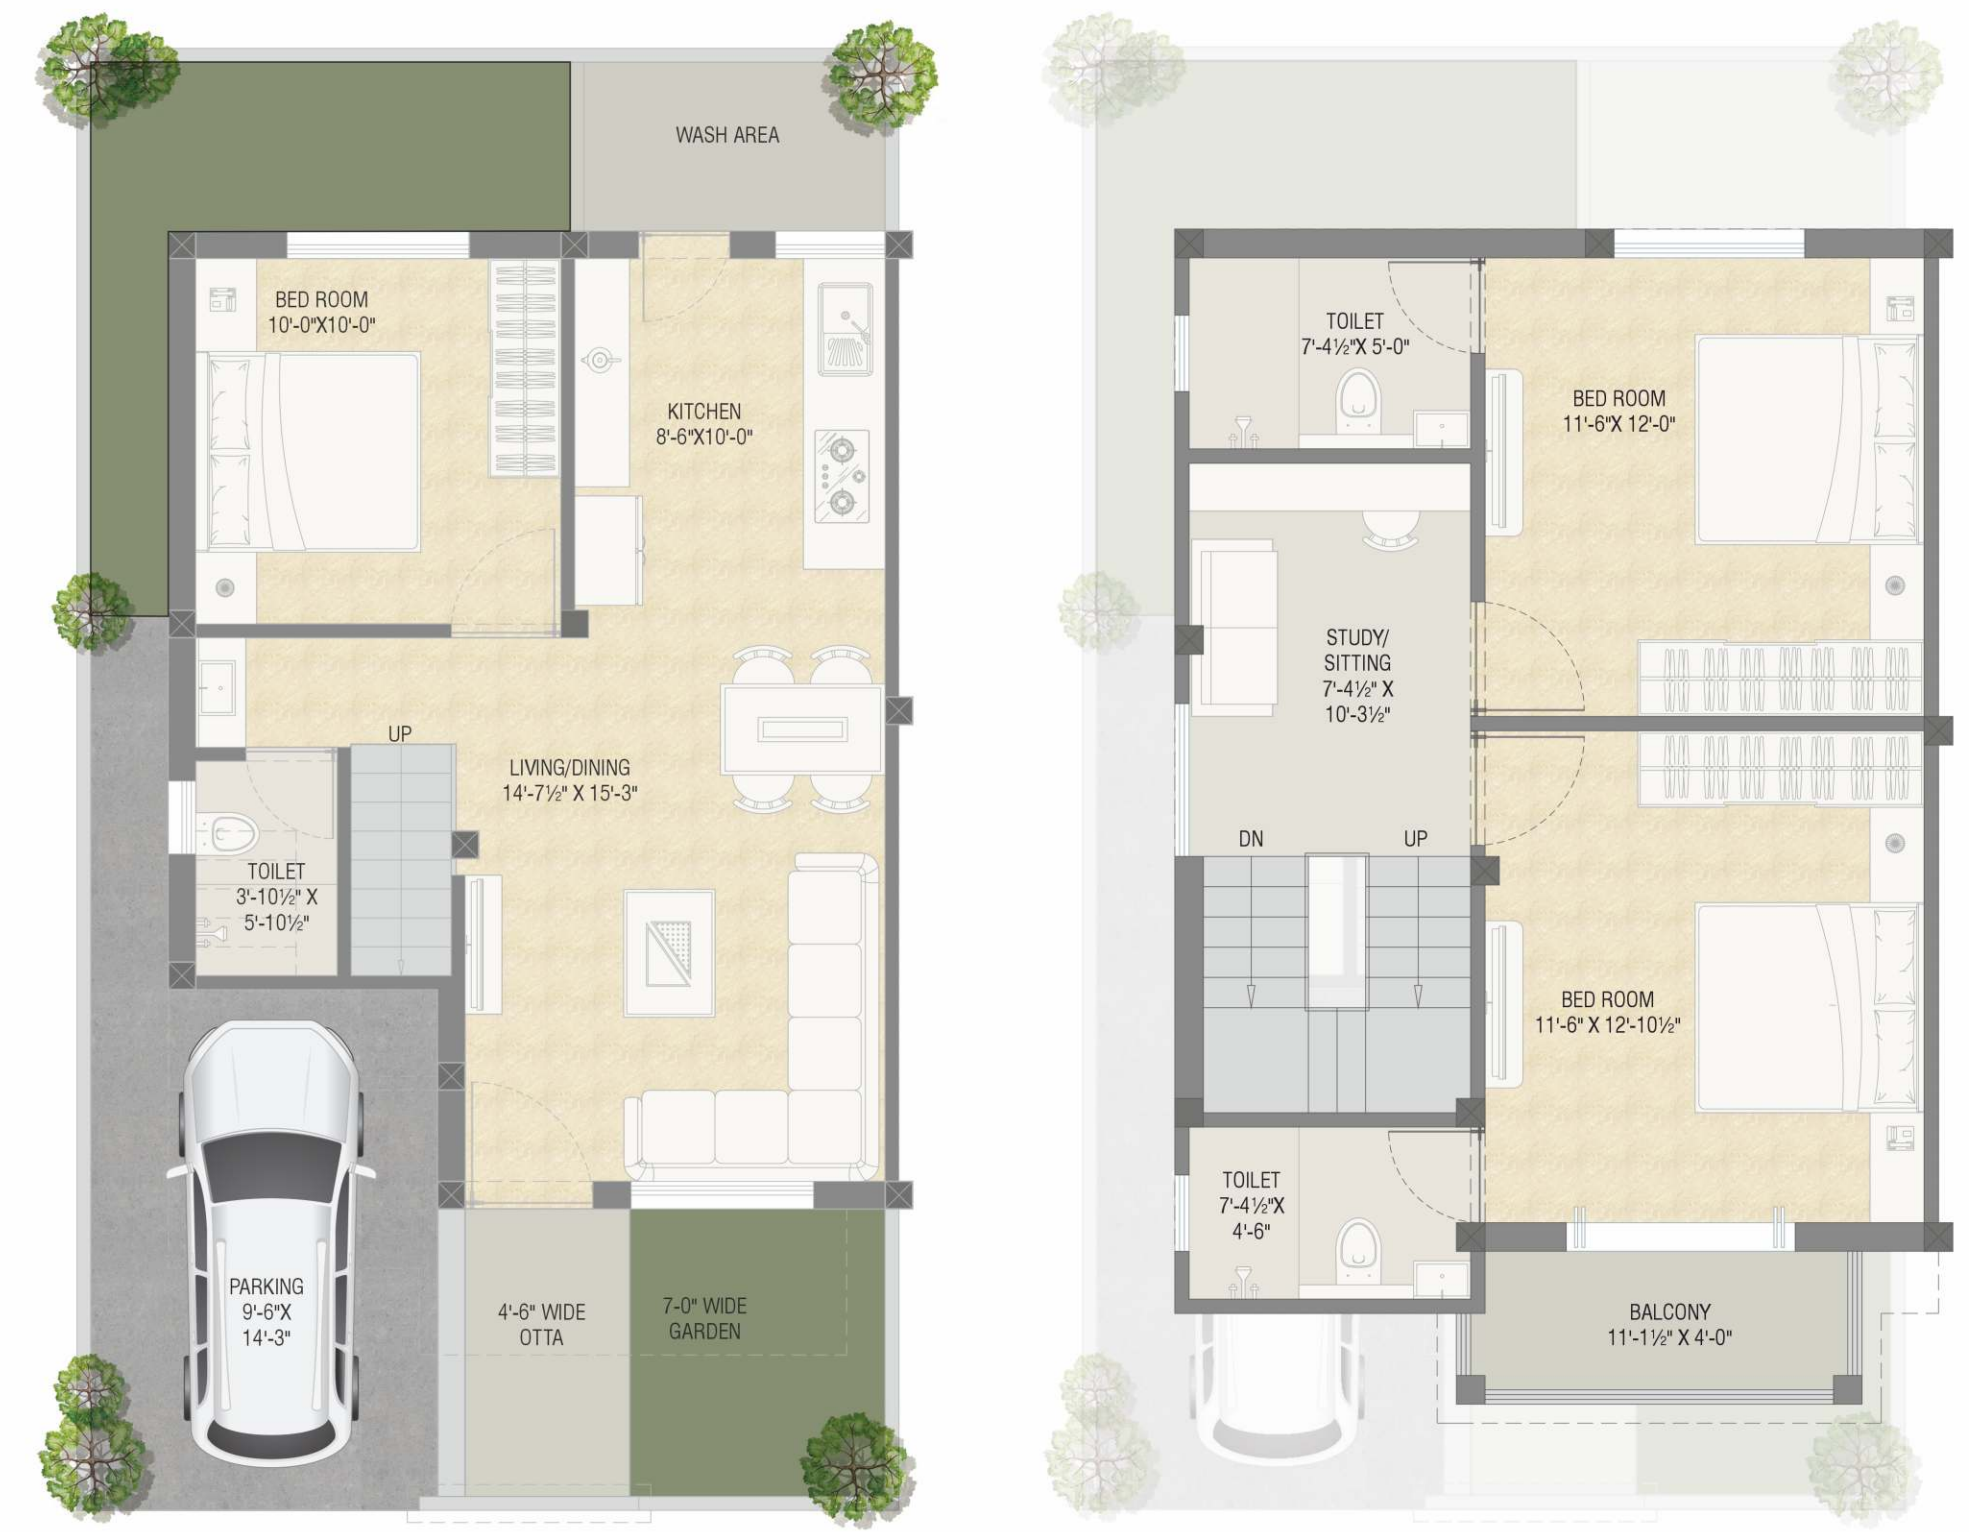 WASH AREA
BED ROOM
10'-0"X10'-0"
KITCHEN
8'-6"X10'-0"
UP
LIVING/DINING
14'-7½" X 15'-3"
TOILET
3'-10½" X
5'-10½"
PARKING
9'-6"X
14'-3"
4'-6" WIDE
OTTA
7-0" WIDE
GARDEN
TOILET
7'-4½"X 5'-0"
BED ROOM
11'-6"X 12'-0"
STUDY/
SITTING
7'-4½" X
10'-3½"
DN
UP
BED ROOM
11'-6" X 12'-10½"
TOILET
7'-4½"X
4'-6"
BALCONY
11'-1½" X 4'-0"